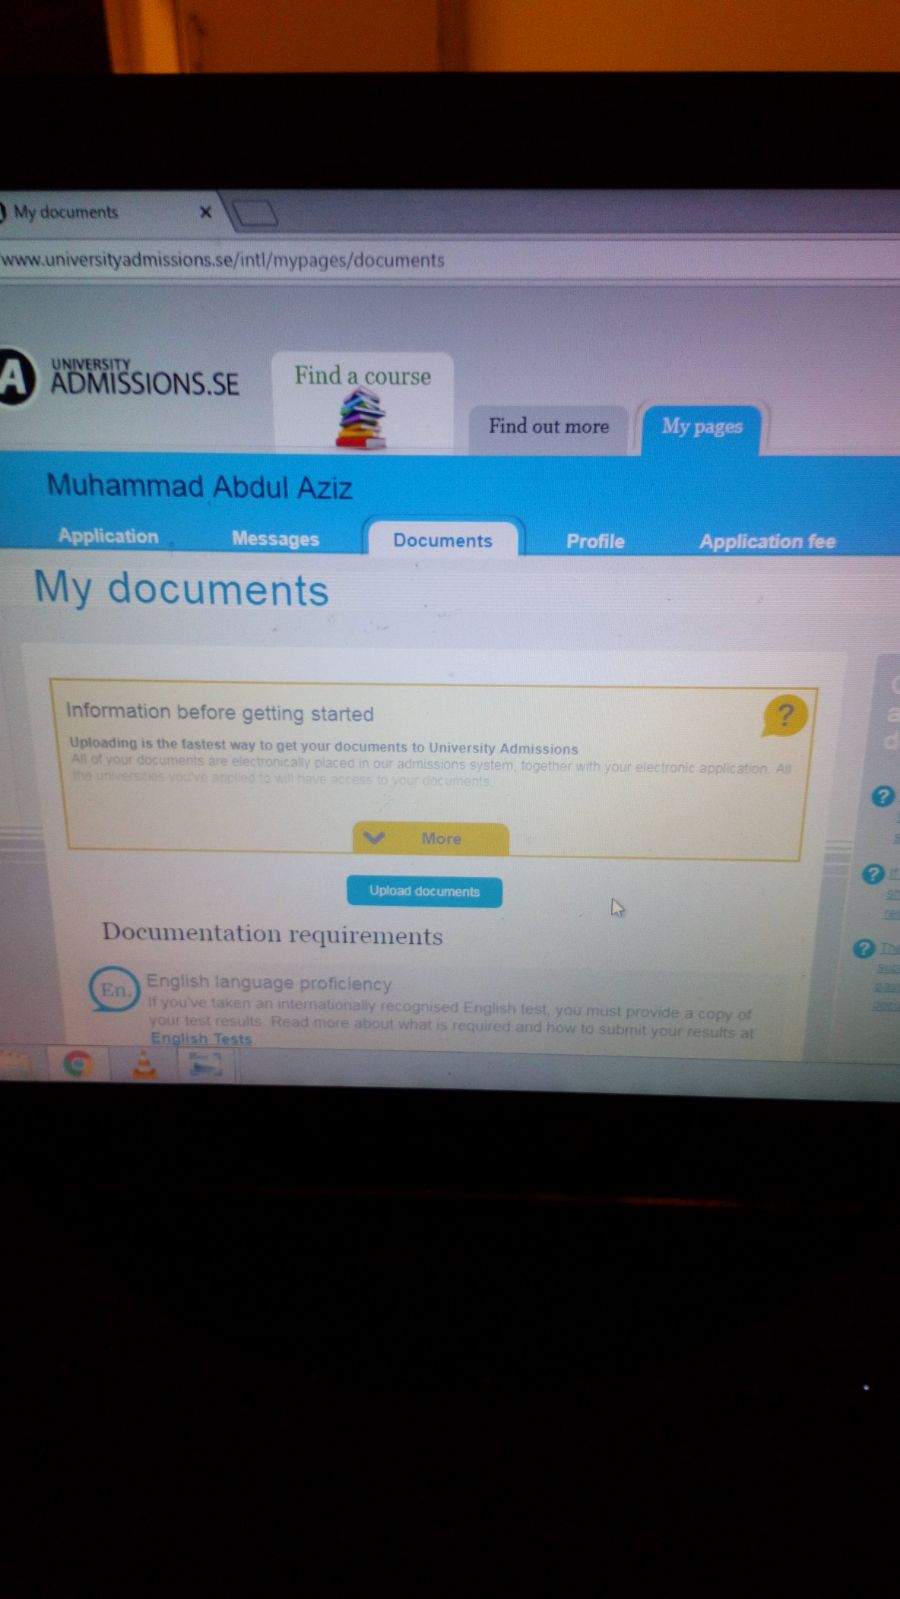 My documents
www.universityadmissions.se/intl/mypages/documents
A
UNIVERSITY
ADMISSIONS.SE
Find a course
Find out more
My pages
Muhammad Abdul Aziz
Application
Messages
Documents
Profile
Application fee
My documents
Information before getting started
?
Uploading is the fastest way to get your documents to University Admissions
All of your documents are electronically placed in our admissions system, together with your electronic application. All
the universities you've applied to will have access to your documents.
More
Upload documents
Documentation requirements
En.
English language proficiency
If you've taken an internationally recognised English test, you must provide a copy of
your test results. Read more about what is required and how to submit your results at
English Tests
?
?
?
The